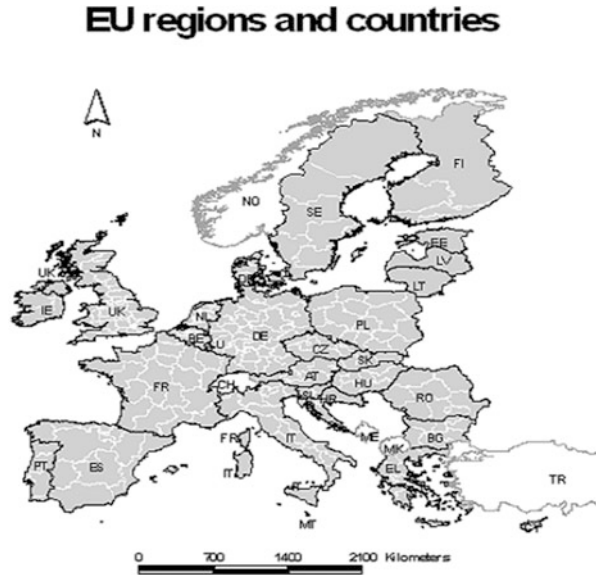 EU regions and countries
N
FI
NO
SE
EE
LV
LT
UK
IE
UK
NL
BE
DE
PL
CZ
SK
FR
CH
AT
HU
SI
HR
RO
FR
IT
ME
MK
BG
PT
ES
IT
EL
TR
MT
0 700 1400 2100 Kilometers